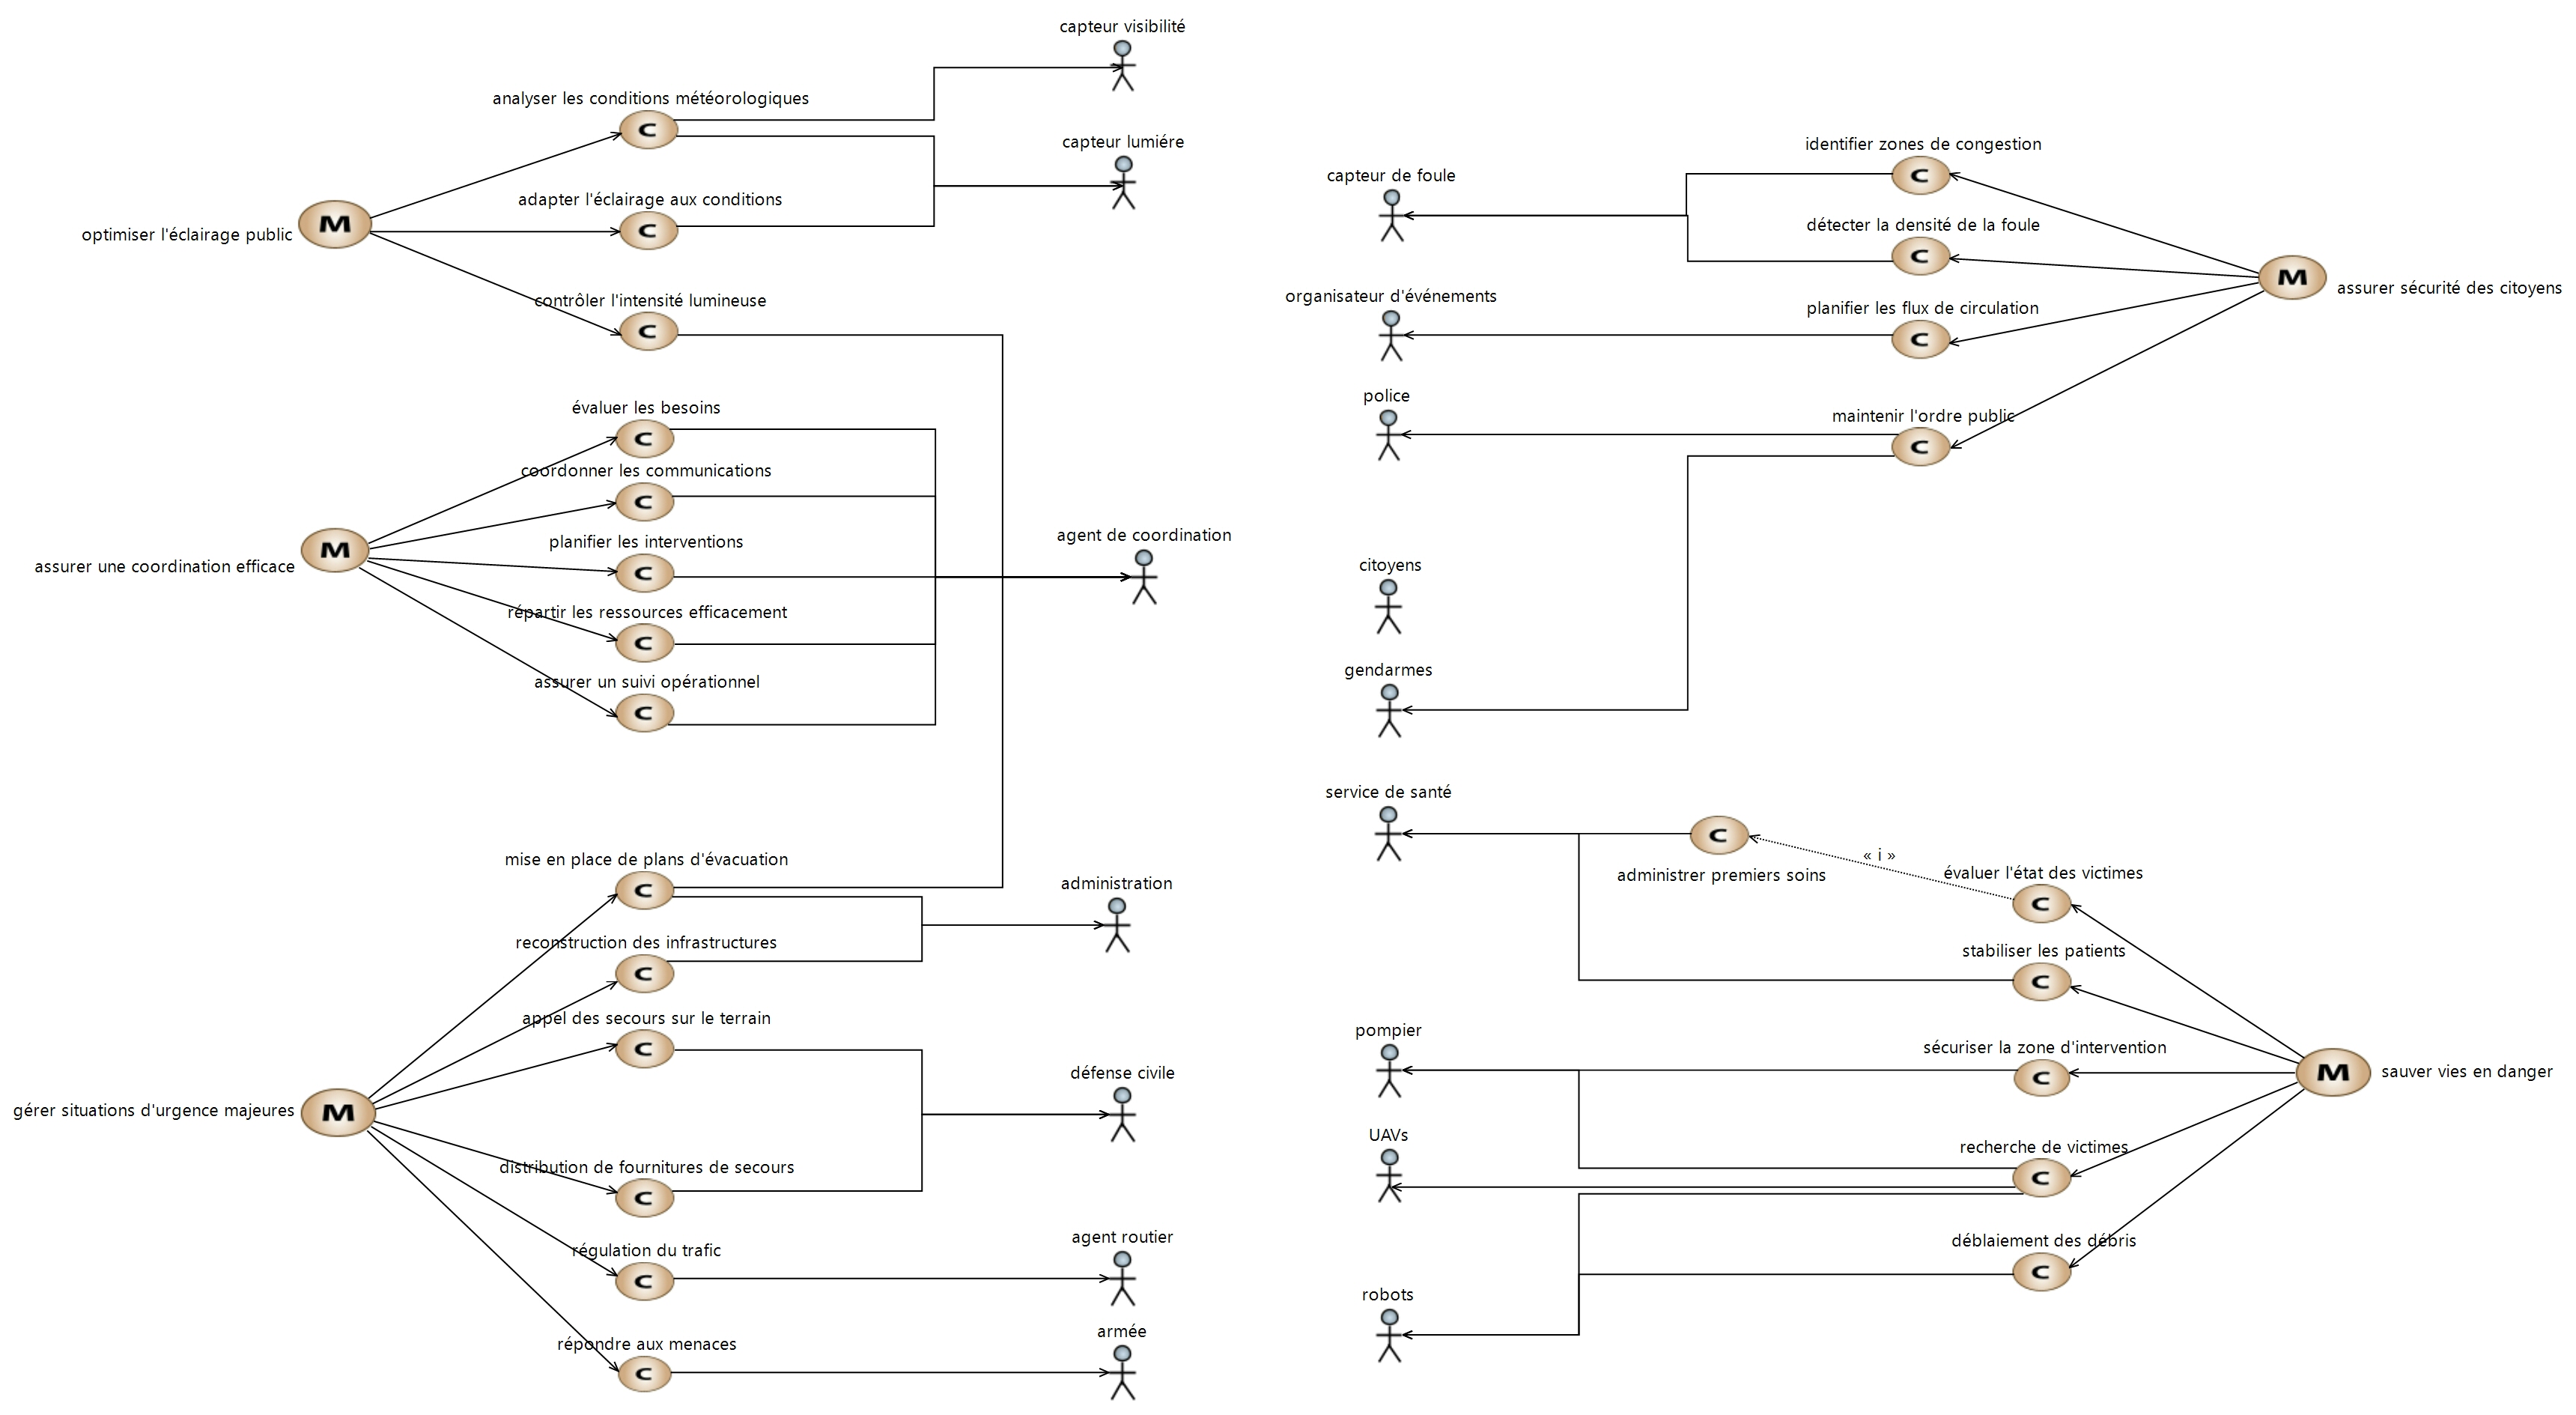 capteur visibilité
analyser les conditions météorologiques
C
capteur lumiére
adapter l'éclairage aux conditions
C
M
optimiser l'éclairage public
contrôler l'intensité lumineuse
C
évaluer les besoins
C
coordonner les communications
C
planifier les interventions
C
agent de coordination
M
assurer une coordination efficace
répartir les ressources efficacement
C
assurer un suivi opérationnel
C
mise en place de plans d'évacuation
C
administration
reconstruction des infrastructures
C
appel des secours sur le terrain
C
défense civile
M
gérer situations d'urgence majeures
distribution de fournitures de secours
C
agent routier
régulation du trafic
C
armée
répondre aux menaces
C
identifier zones de congestion
C
capteur de foule
détecter la densité de la foule
C
M
assurer sécurité des citoyens
organisateur d'événements
planifier les flux de circulation
C
police
maintenir l'ordre public
C
citoyens
gendarmes
service de santé
C
« i »
administrer premiers soins
évaluer l'état des victimes
C
stabiliser les patients
C
pompier
sécuriser la zone d'intervention
C
M
sauver vies en danger
UAVs
recherche de victimes
C
déblaiement des débris
C
robots